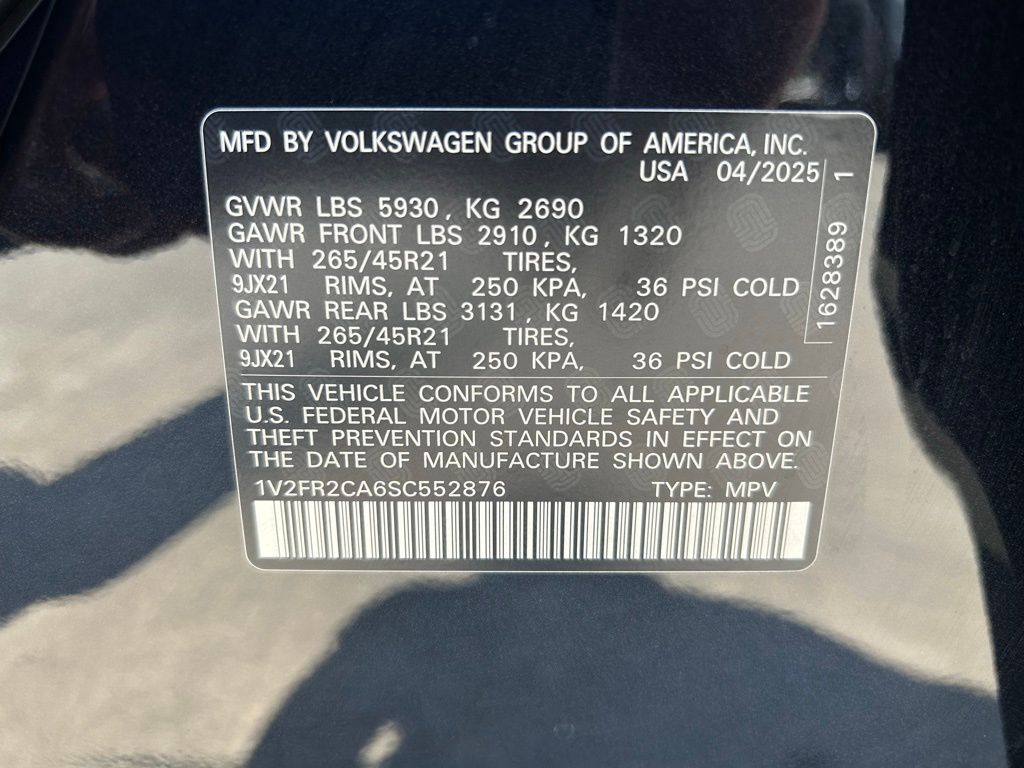 MFD BY VOLKSWAGEN GROUP OF AMERICA, INC.
USA 04/2025
GVWR LBS 5930, KG 2690
GAWR FRONT LBS 2910, KG 1320
WITH 265/45R21 TIRES,
9JX21 RIMS, AT 250 KPA, 36 PSI COLD
GAWR REAR LBS 3131, KG 1420
WITH 265/45R21 TIRES,
9JX21 RIMS, AT 250 KPA, 36 PSI COLD
1628389 1
THIS VEHICLE CONFORMS TO ALL APPLICABLE
U.S. FEDERAL MOTOR VEHICLE SAFETY AND
THEFT PREVENTION STANDARDS IN EFFECT ON
THE DATE OF MANUFACTURE SHOWN ABOVE.
1V2FR2CA6SC552876 TYPE: MPV